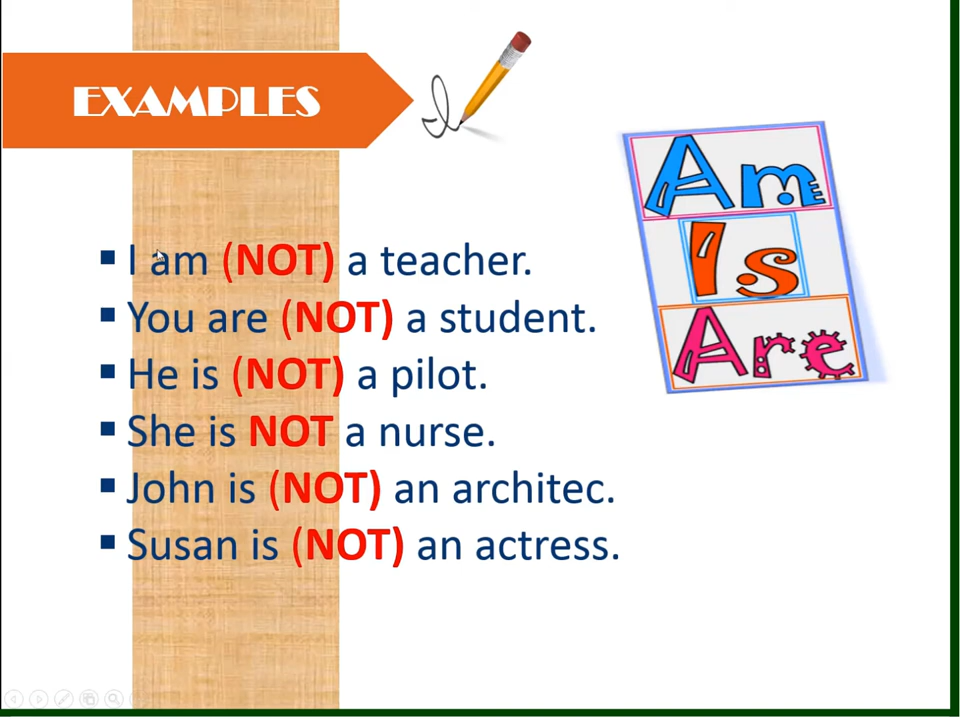 EXAMPLES
Am
Is
Are
I am (NOT) a teacher.
You are (NOT) a student.
He is (NOT) a pilot.
She is NOT a nurse.
John is (NOT) an architec.
Susan is (NOT) an actress.